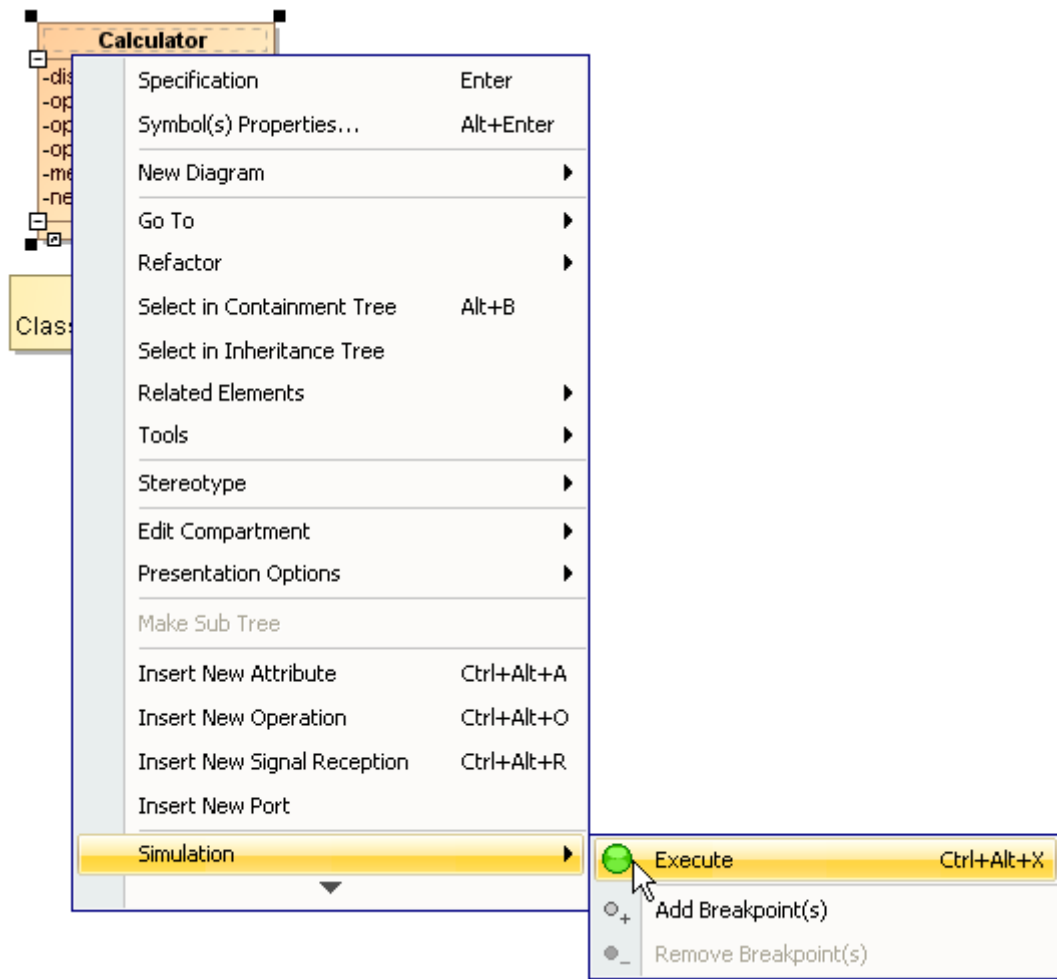 Calculator
-dis
-op
-op
-op
-me
-ne
Class
Specification Enter
Symbol(s) Properties... Alt+Enter
New Diagram
Go To
Refactor
Select in Containment Tree Alt+B
Select in Inheritance Tree
Related Elements
Tools
Stereotype
Edit Compartment
Presentation Options
Make Sub Tree
Insert New Attribute Ctrl+Alt+A
Insert New Operation Ctrl+Alt+O
Insert New Signal Reception Ctrl+Alt+R
Insert New Port
Simulation
Execute Ctrl+Alt+X
Add Breakpoint(s)
Remove Breakpoint(s)